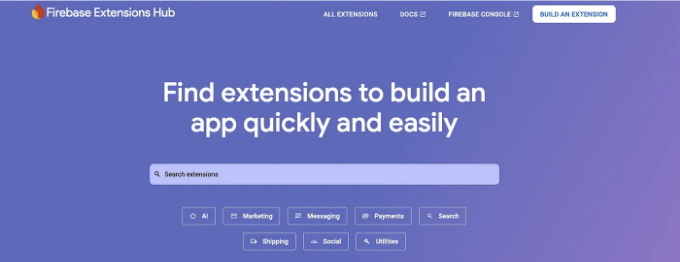 Firebase Extensions Hub
ALL EXTENSIONS
DOCS
FIREBASE CONSOLE
BUILD AN EXTENSION
Find extensions to build an
app quickly and easily
Search extensions
AI
Marketing
Messaging
Payments
Search
Shipping
Social
Utilities